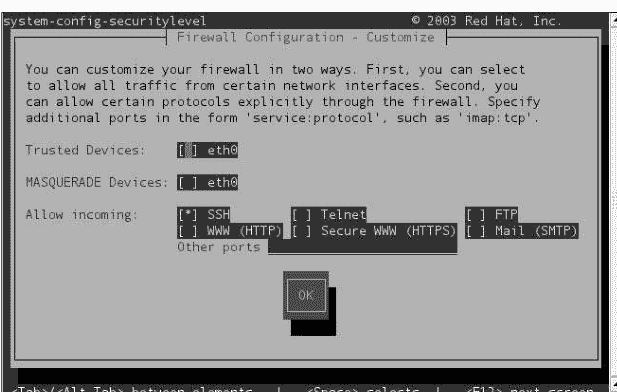 system-config-securitylevel © 2003 Red Hat, Inc.
Firewall Configuration - Customize
You can customize your firewall in two ways. First, you can select
to allow all traffic from certain network interfaces. Second, you
can allow certain protocols explicitly through the firewall. Specify
additional ports in the form 'service:protocol', such as 'imap:tcp'.
Trusted Devices: [ ] eth0
MASQUERADE Devices: [ ] eth0
Allow incoming: [*] SSH [ ] Telnet [ ] FTP
[ ] WWW (HTTP) [ ] Secure WWW (HTTPS) [ ] Mail (SMTP)
Other ports
OK
<Tab>/<Alt-Tab> between elements | <Space> selects | <F12> next screen